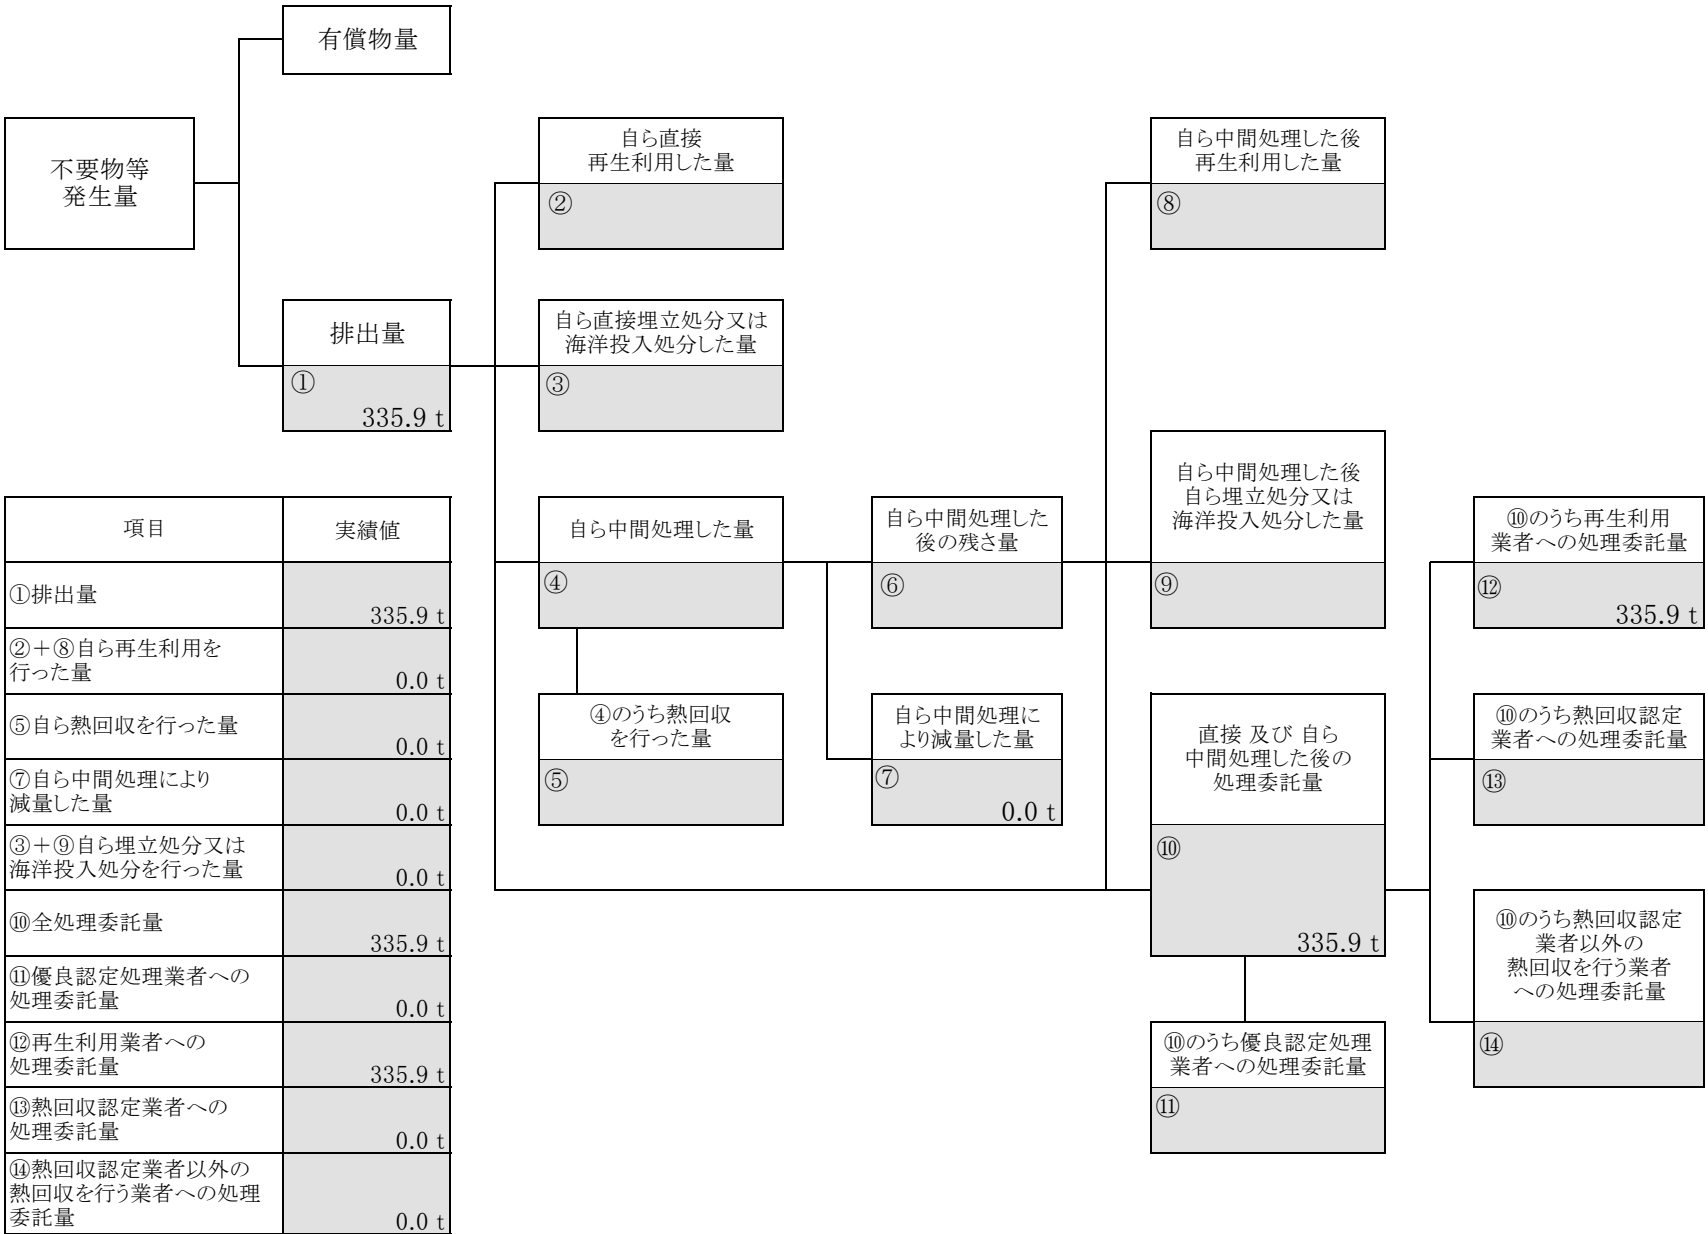 有償物量
不要物等
発生量
自ら直接
再生利用した量
②
自ら中間処理した後
再生利用した量
⑧
排出量
①
335.9 t
自ら直接埋立処分又は
海洋投入処分した量
③
自ら中間処理した量
④
自ら中間処理した
後の残さ量
⑥
自ら中間処理した後
自ら埋立処分又は
海洋投入処分した量
⑨
⑩のうち再生利用
業者への処理委託量
⑫
335.9 t
④のうち熱回収
を行った量
⑤
自ら中間処理に
より減量した量
⑦
0.0 t
直接 及び 自ら
中間処理した後の
処理委託量
⑩
335.9 t
⑩のうち熱回収認定
業者への処理委託量
⑬
⑩のうち熱回収認定
業者以外の
熱回収を行う業者
への処理委託量
⑭
⑩のうち優良認定処理
業者への処理委託量
⑪
項目 実績値
①排出量
335.9 t
②＋⑧自ら再生利用を
行った量
0.0 t
⑤自ら熱回収を行った量
0.0 t
⑦自ら中間処理により
減量した量
0.0 t
③＋⑨自ら埋立処分又は
海洋投入処分を行った量
0.0 t
⑩全処理委託量
335.9 t
⑪優良認定処理業者への
処理委託量
0.0 t
⑫再生利用業者への
処理委託量
335.9 t
⑬熱回収認定業者への
処理委託量
0.0 t
⑭熱回収認定業者以外の
熱回収を行う業者への処理
委託量
0.0 t